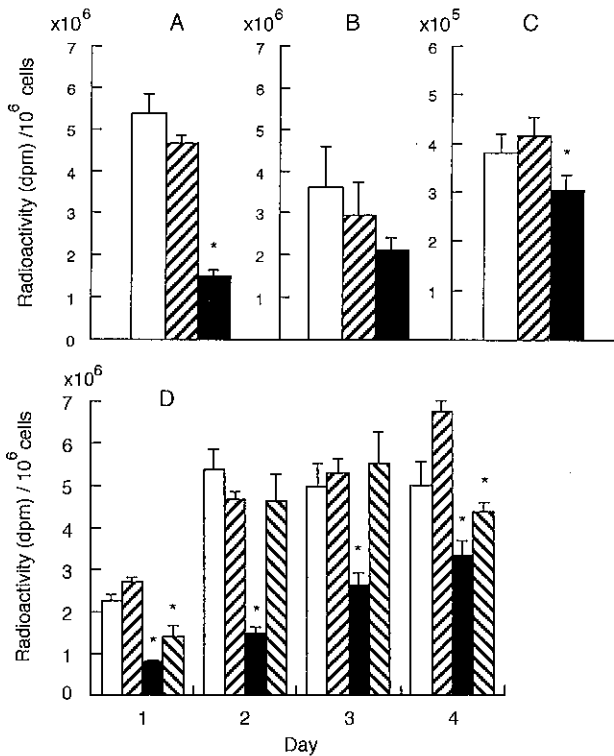 x10⁶ A x10⁶ B x10⁵ C
Radioactivity (dpm) /10⁶ cells
7 7 6
6 6 5
5 5 4
4 4 3
3 3 2
2 2 1
1 1
0
*
*
x10⁶ D
Radioactivity (dpm) / 10⁶ cells
7
6
5
4
3
2
1
0
* * * * * *
1 2 3 4
Day